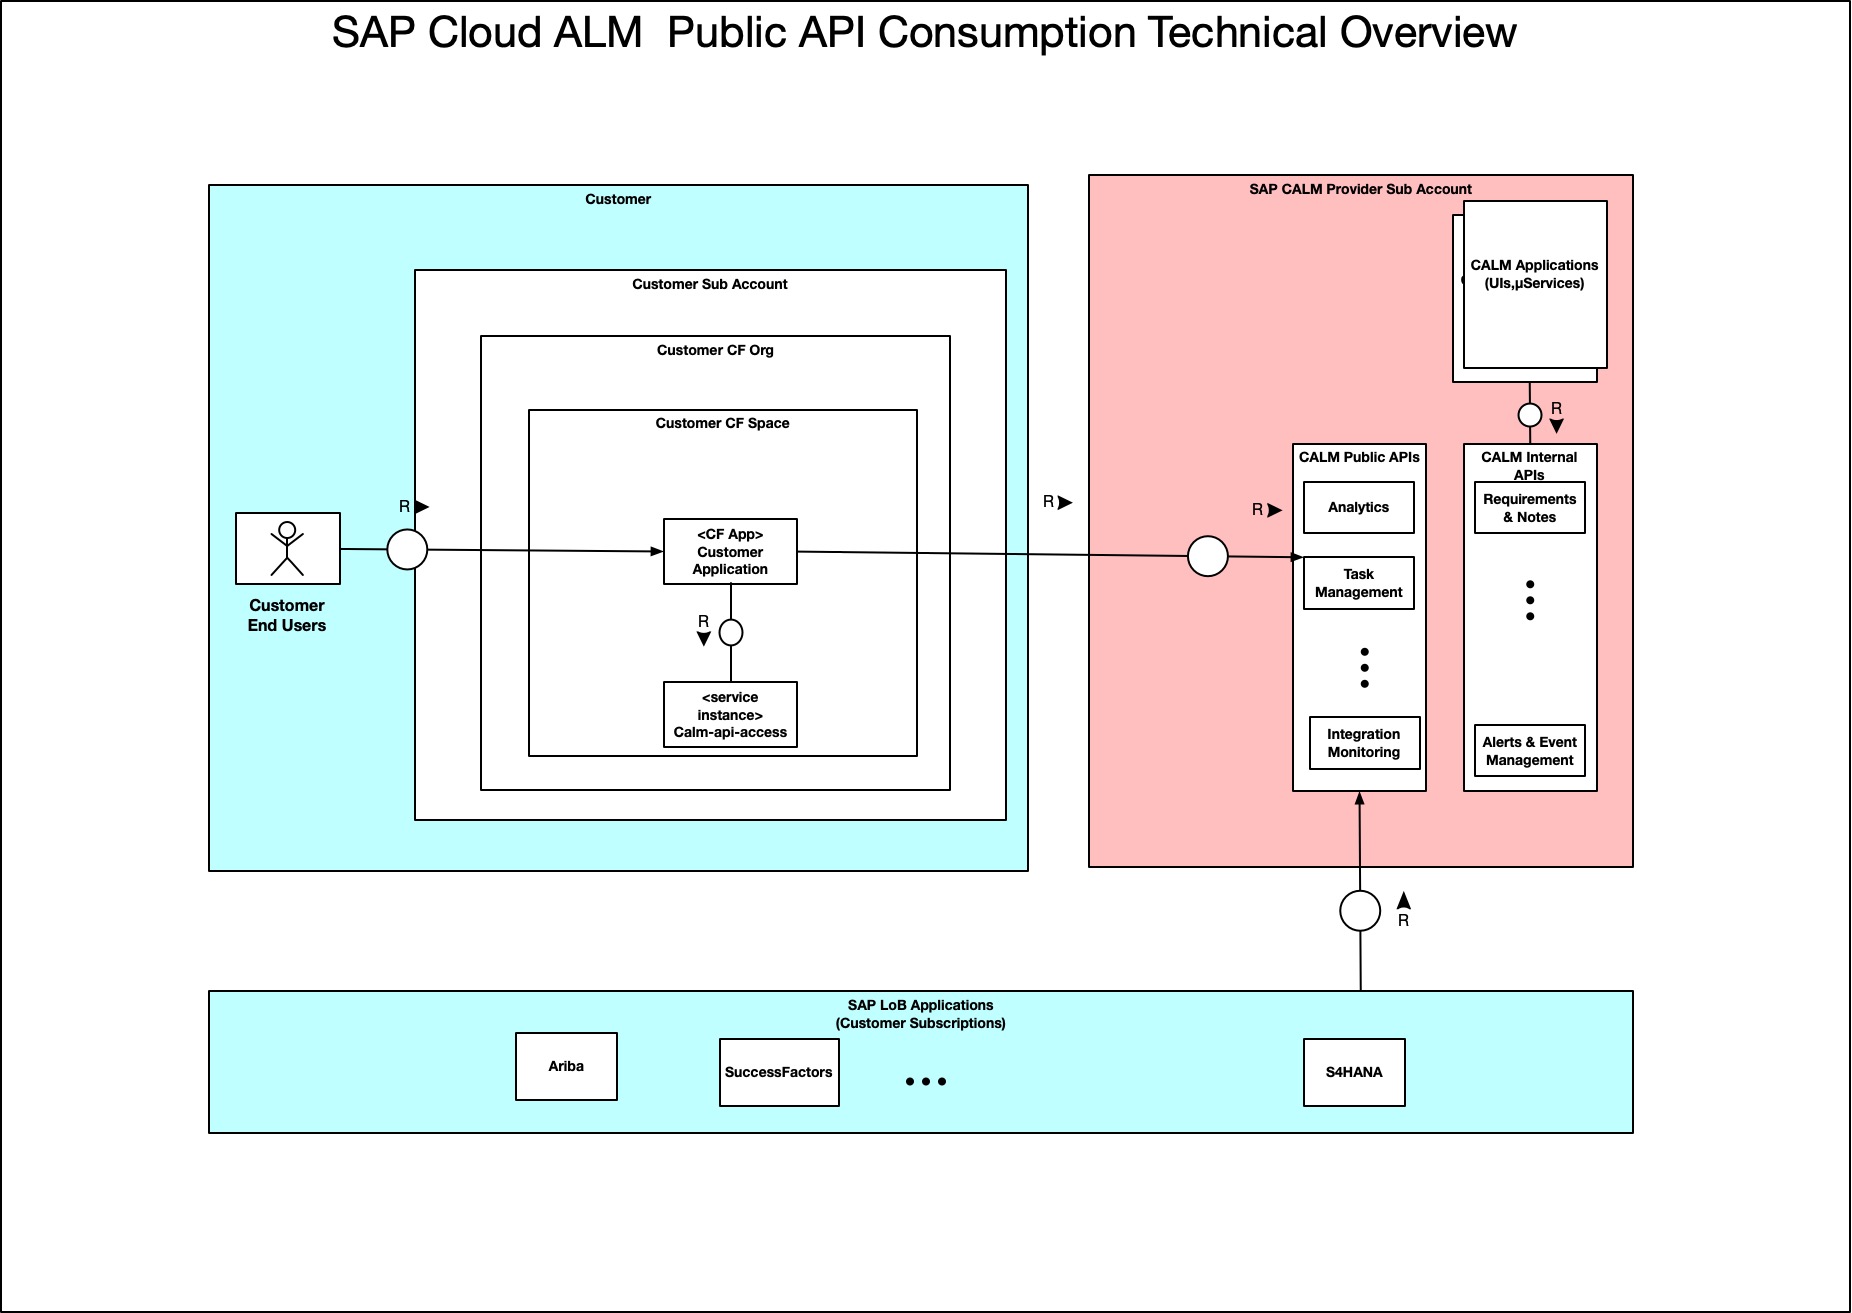 SAP Cloud ALM  Public API Consumption Technical Overview
Customer
Customer Sub Account
Customer CF Org
Customer CF Space
R
Customer
End Users
<CF App>
Customer
Application
R
<service
instance>
Calm-api-access
R
SAP CALM Provider Sub Account
CALM Applications
(UIs,µServices)
R
R
CALM Public APIs
Analytics
Task
Management
Integration
Monitoring
CALM Internal
APIs
Requirements
& Notes
Alerts & Event
Management
R
SAP LoB Applications
(Customer Subscriptions)
Ariba
SuccessFactors
S4HANA